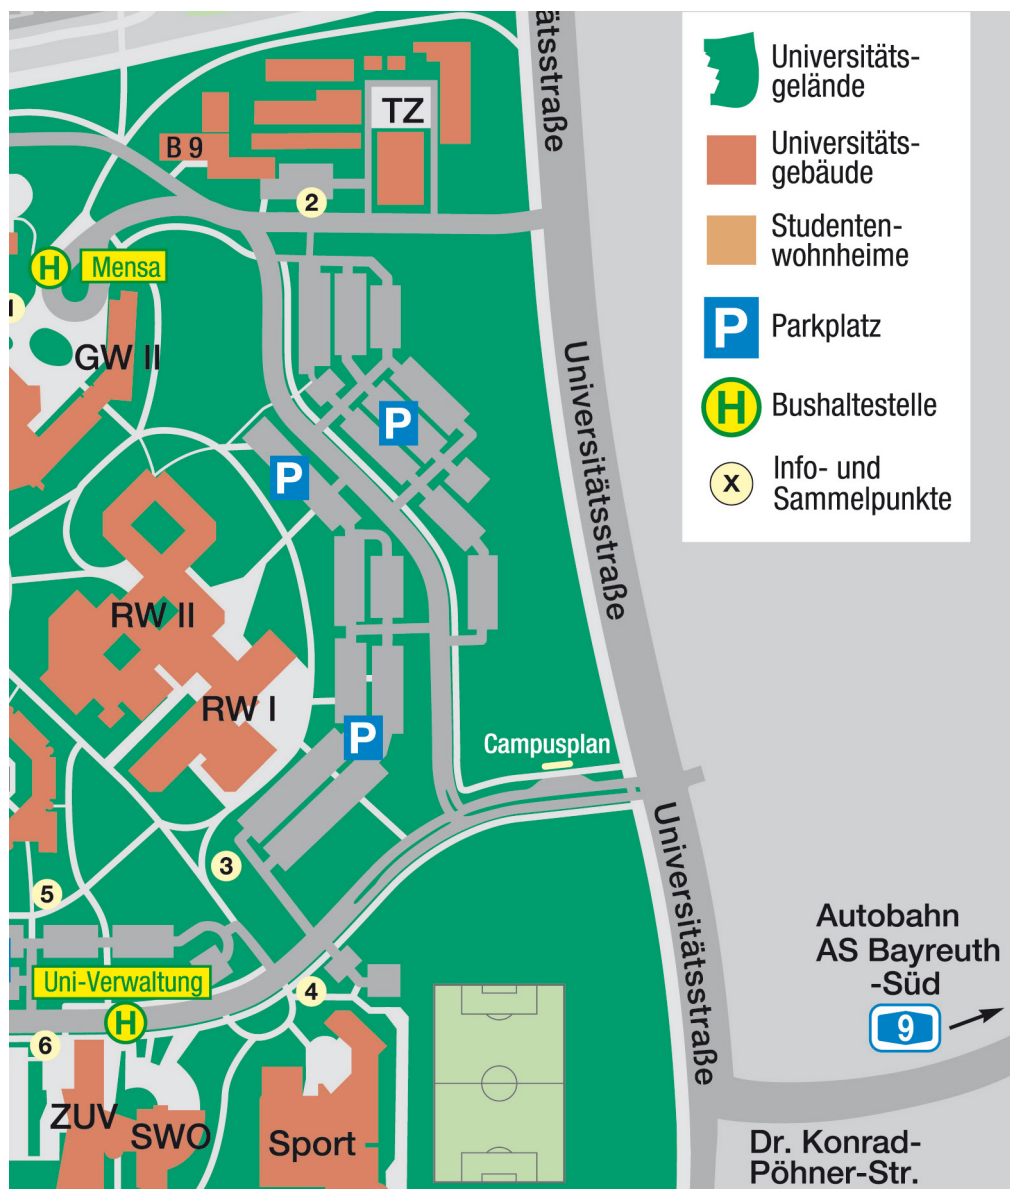 ätsstraße
TZ
B 9
2
H
Mensa
1
GW II
P
P
Universitätsstraße
RW II
RW I
P
Campusplan
3
5
Universitätsstraße
Uni-Verwaltung
4
H
6
ZUV
SWO
Sport
Universitäts-
gelände
Universitäts-
gebäude
Studenten-
wohnheime
P
Parkplatz
H
Bushaltestelle
x
Info- und
Sammelpunkte
Autobahn
AS Bayreuth
-Süd
9
Dr. Konrad-
Pöhner-Str.